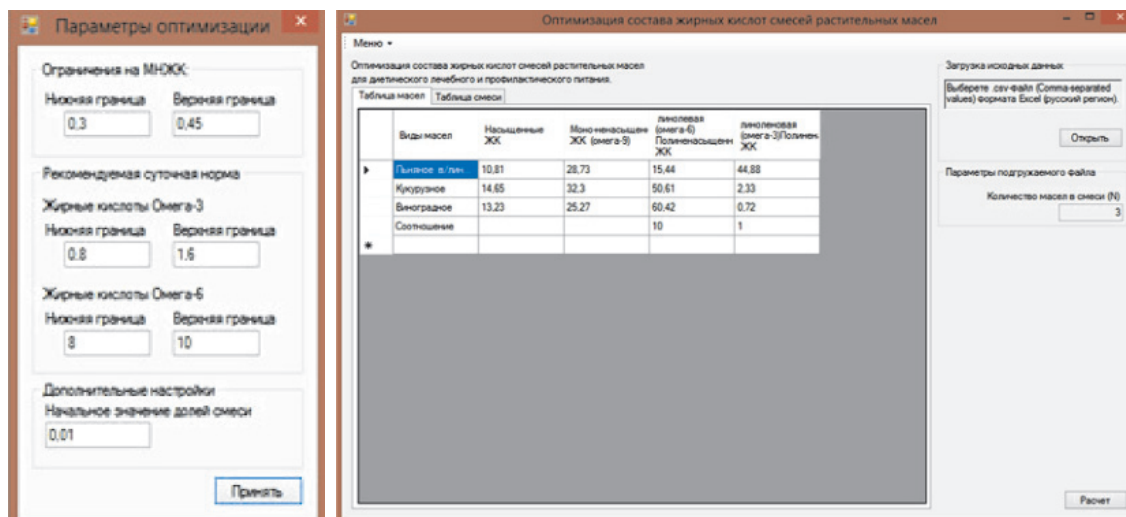 Параметры оптимизации
Ограничения на МНЖК:
Нижняя граница Верхняя граница
0,3 0,45
Рекомендуемая суточная норма
Жирные кислоты Омега-3
Нижняя граница Верхняя граница
0.8 1.6
Жирные кислоты Омега-6
Нижняя граница Верхняя граница
8 10
Дополнительные настройки
Начальное значение долей смеси
0,01
Принять
Оптимизация состава жирных кислот смесей растительных масел
Меню
Оптимизация состава жирных кислот смесей растительных масел
для диетического лечебного и профилактического питания.
Таблица масел Таблица смеси
Виды масел
Насыщенные
ЖК
Мононенасыщенн
ЖК (омега-9)
линолевая
(омега-6)
Полиненасыщенн
ЖК
линоленовая
(омега-3)Полинен
ЖК
Льняное в/лин... 10,81 28,73 15,44 44,88
Кукурузное 14,65 32.3 50,61 2.33
Виноградное 13,23 25,27 60,42 0,72
Соотношение 10 1
Загрузка исходных данных
Выберете .csv-файл (Comma-separated
values) формата Excel (русский регион).
Открыть
Параметры подгружаемого файла
Количество масел в смеси (N)
3
Расчет